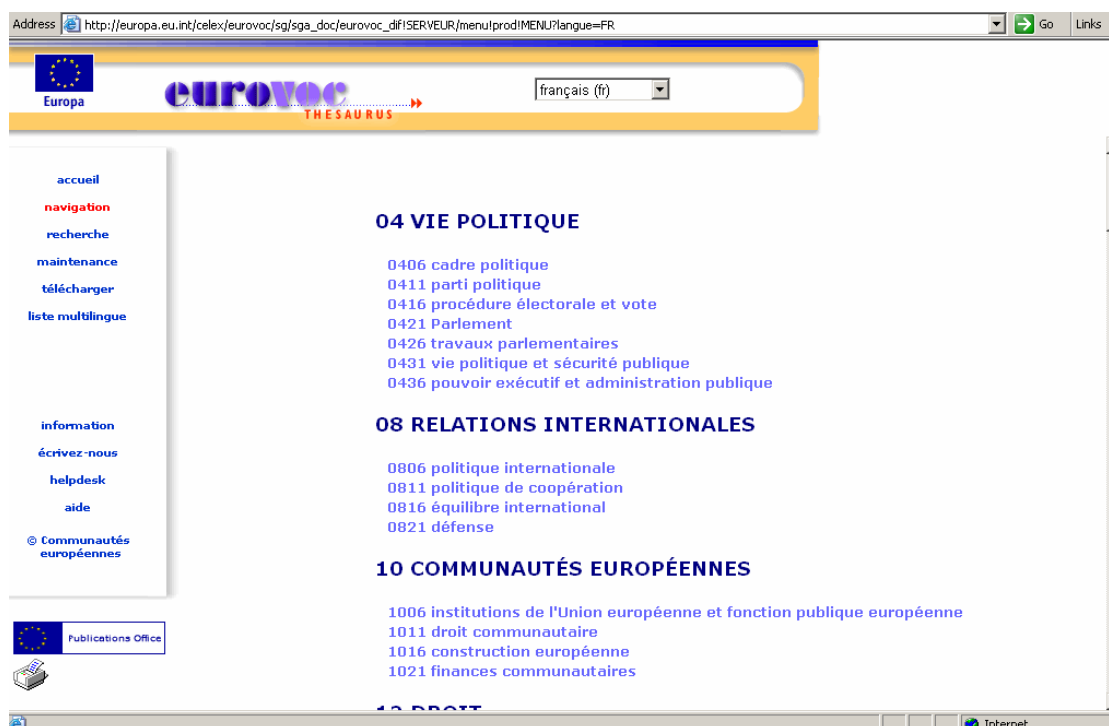 Address http://europa.eu.int/celex/eurovoc/sg/sga_doc/eurovoc_dif!SERVEUR/menu!prod!MENU?langue=FR Go Links
Europa
eurovoc
THESAURUS
français (fr)
accueil
navigation
recherche
maintenance
télécharger
liste multilingue
information
écrivez-nous
helpdesk
aide
© Communautés
européennes
Publications Office
04 VIE POLITIQUE
0406 cadre politique
0411 parti politique
0416 procédure électorale et vote
0421 Parlement
0426 travaux parlementaires
0431 vie politique et sécurité publique
0436 pouvoir exécutif et administration publique
08 RELATIONS INTERNATIONALES
0806 politique internationale
0811 politique de coopération
0816 équilibre international
0821 défense
10 COMMUNAUTÉS EUROPÉENNES
1006 institutions de l'Union européenne et fonction publique européenne
1011 droit communautaire
1016 construction européenne
1021 finances communautaires
12 DROIT
Internet